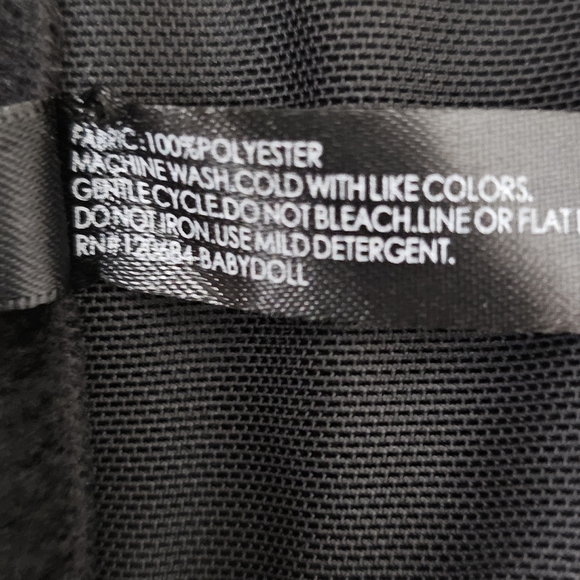 FABRIC:100%POLYESTER
MACHINE WASH.COLD WITH LIKE COLORS.
GENTLE CYCLE.DO NOT BLEACH.LINE OR FLAT
DO NOT IRON.USE MILD DETERGENT.
RN#120684-BABYDOLL